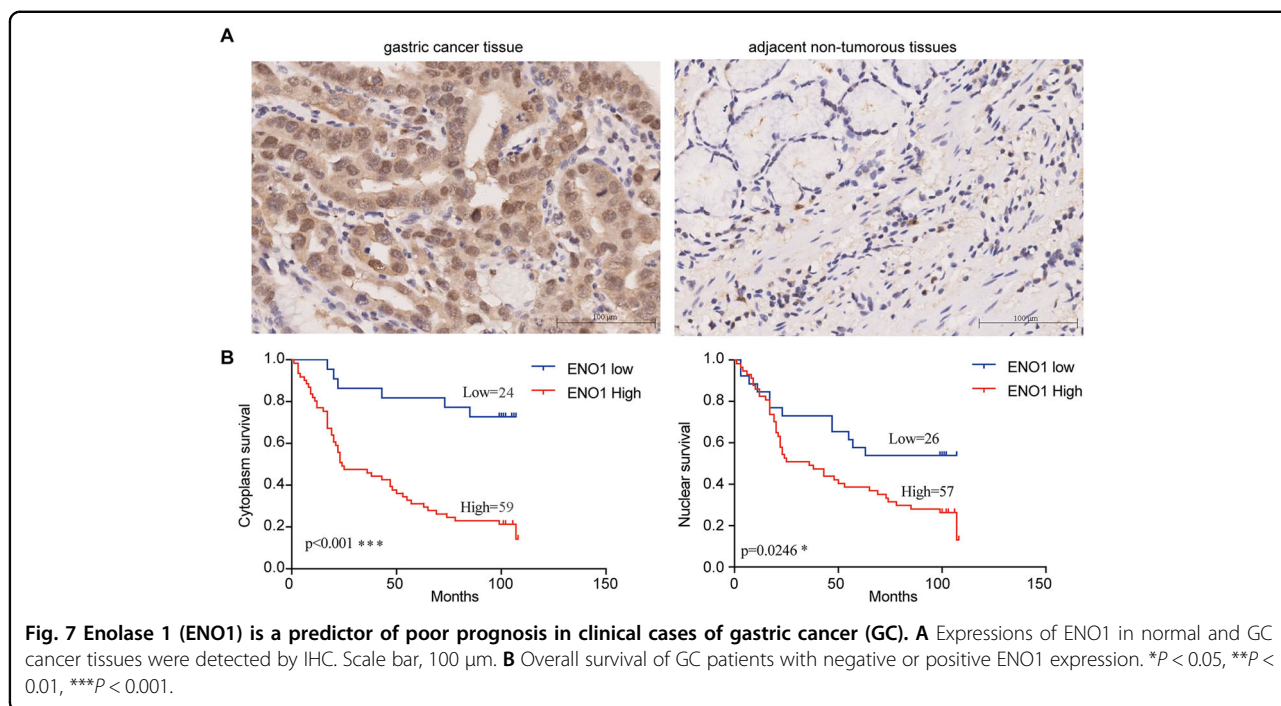 A
gastric cancer tissue
adjacent non-tumorous tissues
100 µm
100 µm
B
1.0
0.8
0.6
0.4
0.2
0.0
Cytoplasm survival
ENO1 low
ENO1 High
Low=24
High=59
p<0.001 ***
0
50
100
150
Months
1.0
0.8
0.6
0.4
0.2
0.0
Nuclear survival
ENO1 low
ENO1 High
Low=26
High=57
p=0.0246 *
0
50
100
150
Months
Fig. 7 Enolase 1 (ENO1) is a predictor of poor prognosis in clinical cases of gastric cancer (GC). A Expressions of ENO1 in normal and GC
cancer tissues were detected by IHC. Scale bar, 100 μm. B Overall survival of GC patients with negative or positive ENO1 expression. *P < 0.05, **P <
0.01, ***P < 0.001.